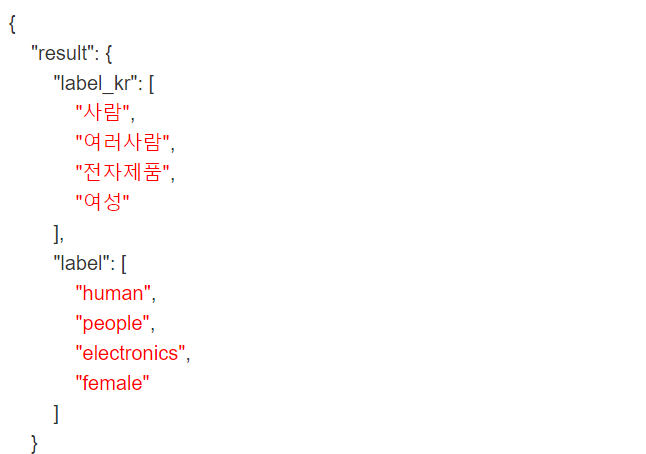 {
"result": {
"label_kr": [
"사람",
"여러사람",
"전자제품",
"여성"
],
"label": [
"human",
"people",
"electronics",
"female"
]
}